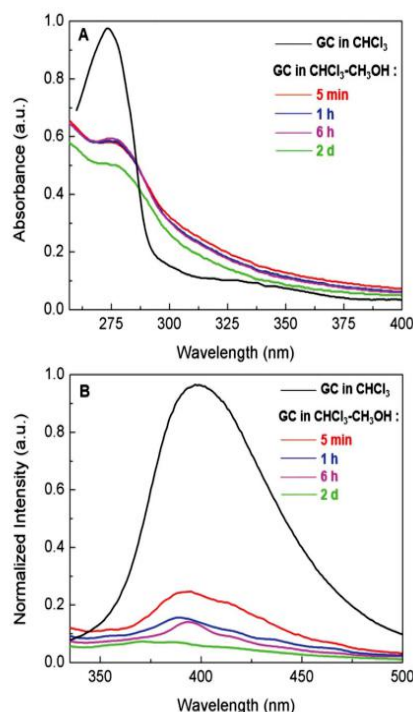 A
GC in CHCl₃
GC in CHCl₃-CH₃OH :
5 min
1 h
6 h
2 d
1.0
0.8
0.6
0.4
0.2
0.0
Absorbance (a.u.)
275 300 325 350 375 400
Wavelength (nm)
B
GC in CHCl₃
GC in CHCl₃-CH₃OH :
5 min
1 h
6 h
2 d
1.0
0.8
0.6
0.4
0.2
0.0
Normalized Intensity (a.u.)
350 400 450 500
Wavelength (nm)